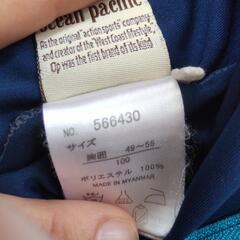 ocean pacific
As the original "action sports" company
and creator of the "West Coast lifestyle",
Op was the first brand of its kind
NO. 566430
サイズ
胸囲 49～55
100
ポリエステル 100%
MADE IN MYANMAR